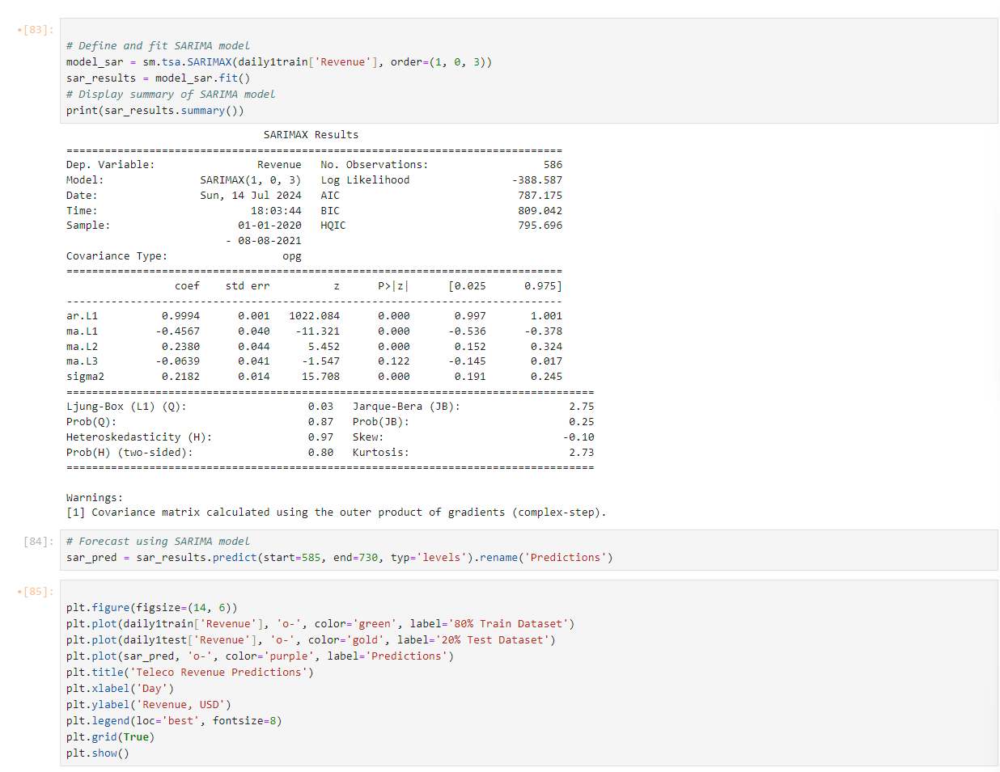 [83]:
# Define and fit SARIMA model
model_sar = sm.tsa.SARIMAX(daily1train['Revenue'], order=(1, 0, 3))
sar_results = model_sar.fit()
# Display summary of SARIMA model
print(sar_results.summary())
SARIMAX Results
==============================================================================
Dep. Variable: Revenue No. Observations: 586
Model: SARIMAX(1, 0, 3) Log Likelihood -388.587
Date: Sun, 14 Jul 2024 AIC 787.175
Time: 18:03:44 BIC 809.042
Sample: 01-01-2020 HQIC 795.696
- 08-08-2021
Covariance Type: opg
==============================================================================
coef std err z P>|z| [0.025 0.975]
------------------------------------------------------------------------------
ar.L1 0.9994 0.001 1022.084 0.000 0.997 1.001
ma.L1 -0.4567 0.040 -11.321 0.000 -0.536 -0.378
ma.L2 0.2380 0.044 5.452 0.000 0.152 0.324
ma.L3 -0.0639 0.041 -1.547 0.122 -0.145 0.017
sigma2 0.2182 0.014 15.708 0.000 0.191 0.245
===================================================================================
Ljung-Box (L1) (Q): 0.03 Jarque-Bera (JB): 2.75
Prob(Q): 0.87 Prob(JB): 0.25
Heteroskedasticity (H): 0.97 Skew: -0.10
Prob(H) (two-sided): 0.80 Kurtosis: 2.73
===================================================================================
Warnings:
[1] Covariance matrix calculated using the outer product of gradients (complex-step).
[84]: # Forecast using SARIMA model
sar_pred = sar_results.predict(start=585, end=730, typ='levels').rename('Predictions')
[85]:
plt.figure(figsize=(14, 6))
plt.plot(daily1train['Revenue'], 'o-', color='green', label='80% Train Dataset')
plt.plot(daily1test['Revenue'], 'o-', color='gold', label='20% Test Dataset')
plt.plot(sar_pred, 'o-', color='purple', label='Predictions')
plt.title('Teleco Revenue Predictions')
plt.xlabel('Day')
plt.ylabel('Revenue, USD')
plt.legend(loc='best', fontsize=8)
plt.grid(True)
plt.show()